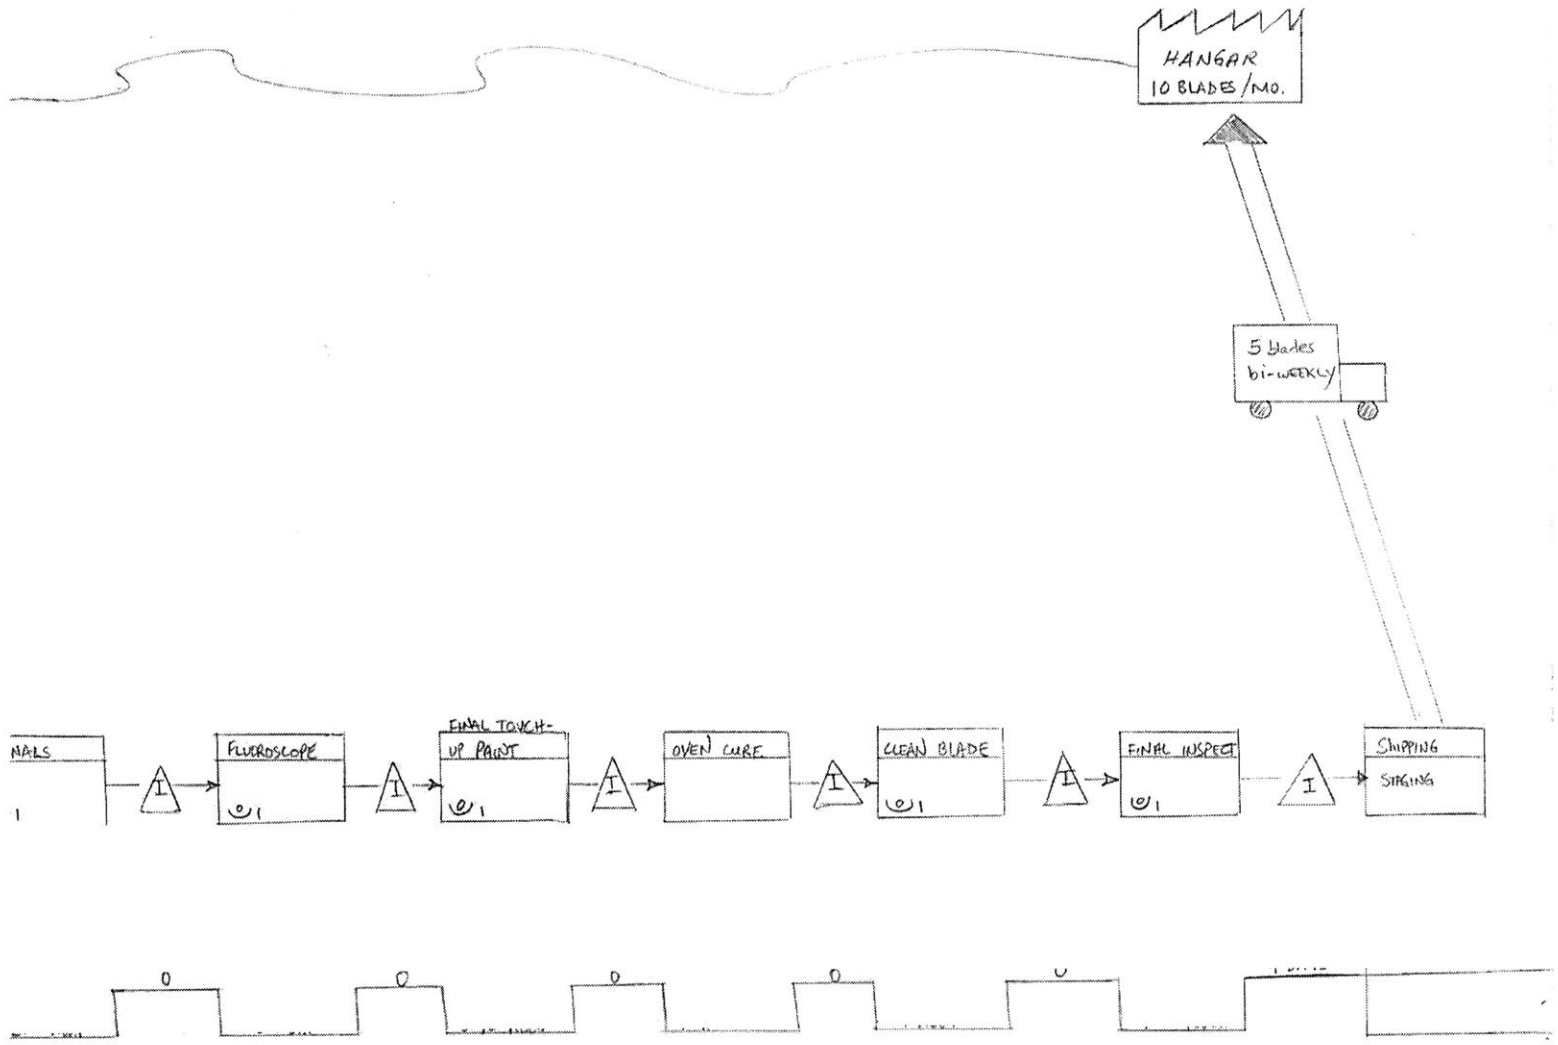 HANGAR
10 BLADES/MO.
5 blades
bi-WEEKLY
NALS
1
FLUOROSCOPE
1
FINAL TOUCH-
UP PAINT
1
OVEN CURE
CLEAN BLADE
1
FINAL INSPECT
1
Shipping
STAGING
I
I
I
I
I
I
0
0
0
0